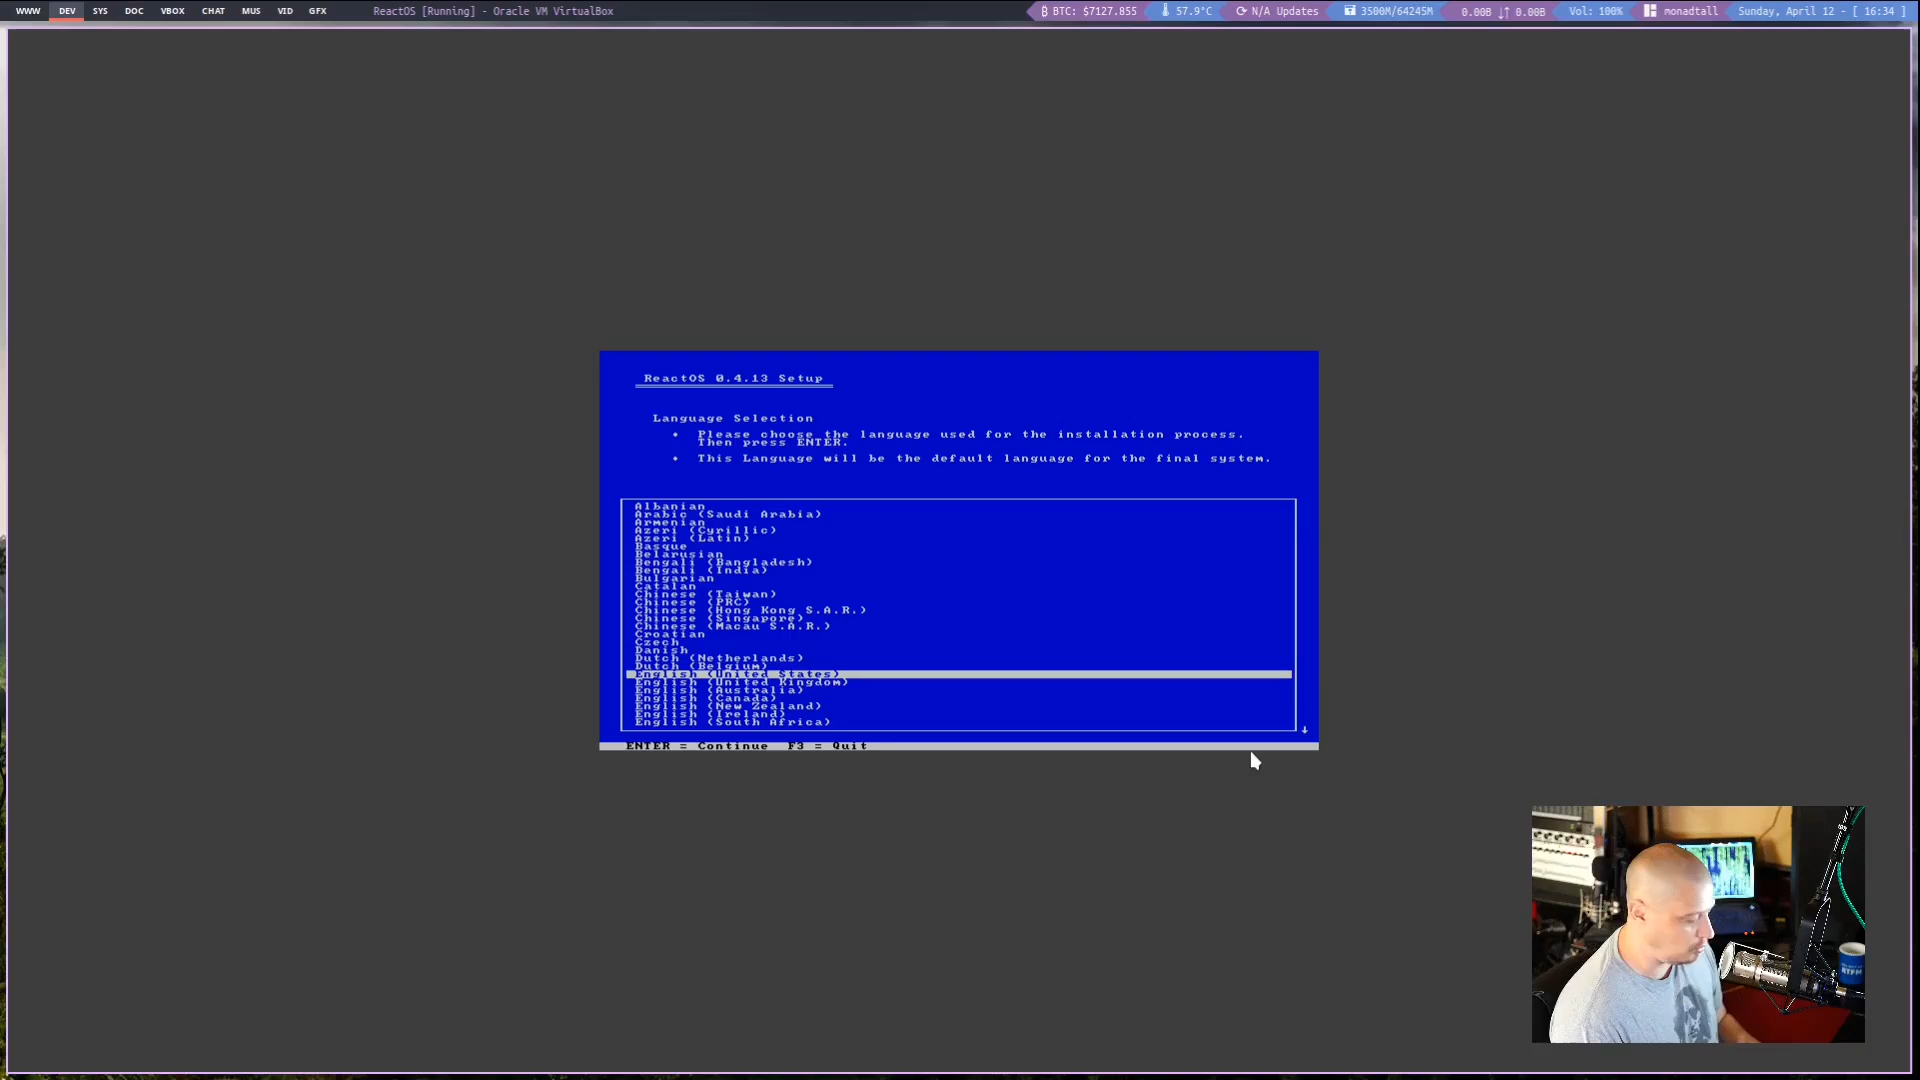 WWW DEV SYS DOC VBOX CHAT MUS VID GFX ReactOS [Running] - Oracle VM VirtualBox BTC: $7127.855 57.9°C N/A Updates 3500M/64245M 0.00B ↓↑ 0.00B Vol: 100% monadtall Sunday, April 12 - [ 16:34 ]
ReactOS 0.4.13 Setup
Language Selection
• Please choose the language used for the installation process.
Then press ENTER.
• This Language will be the default language for the final system.
Albanian
Arabic (Saudi Arabia)
Armenian
Azeri (Cyrillic)
Azeri (Latin)
Basque
Belarusian
Bengali (Bangladesh)
Bengali (India)
Bulgarian
Catalan
Chinese (Taiwan)
Chinese (PRC)
Chinese (Hong Kong S.A.R.)
Chinese (Singapore)
Chinese (Macau S.A.R.)
Croatian
Czech
Danish
Dutch (Netherlands)
Dutch (Belgium)
English (United States)
English (United Kingdom)
English (Australia)
English (Canada)
English (New Zealand)
English (Ireland)
English (South Africa)
ENTER = Continue F3 = Quit
RTFM